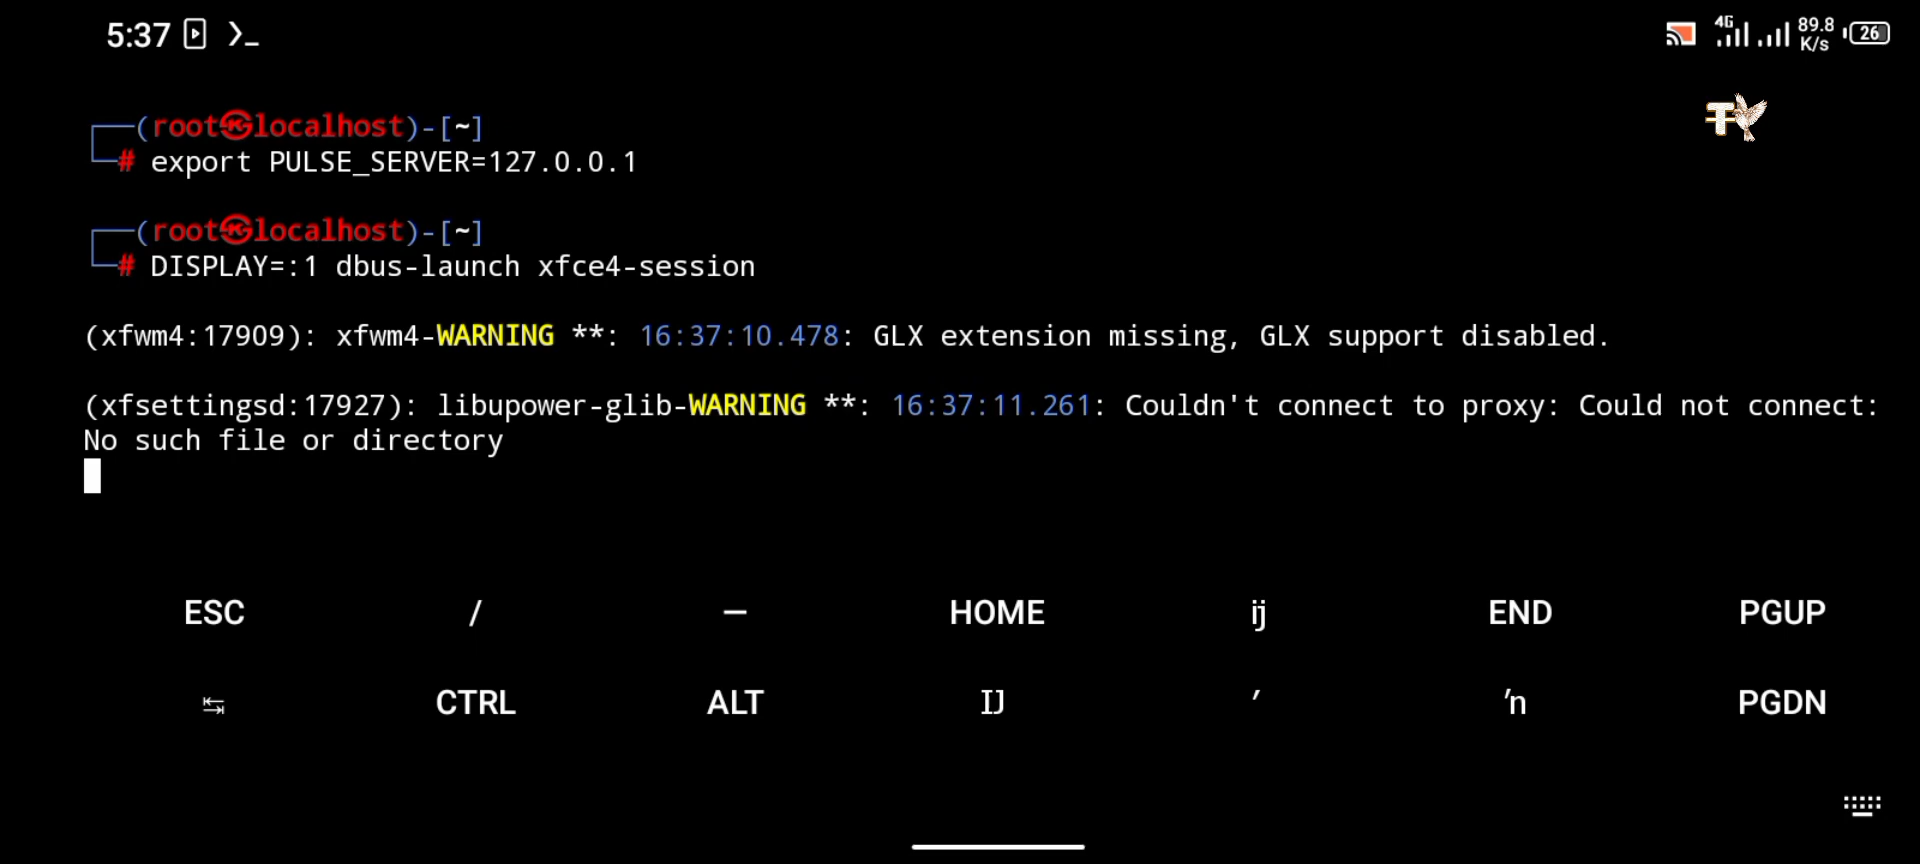 5:37
4G 89.8 K/s 26
┌──(root㉿localhost)-[~]
└─# export PULSE_SERVER=127.0.0.1
┌──(root㉿localhost)-[~]
└─# DISPLAY=:1 dbus-launch xfce4-session
(xfwm4:17909): xfwm4-WARNING **: 16:37:10.478: GLX extension missing, GLX support disabled.
(xfsettingsd:17927): libupower-glib-WARNING **: 16:37:11.261: Couldn't connect to proxy: Could not connect:
No such file or directory
ESC / — HOME ĳ END PGUP
↹ CTRL ALT Ĳ ′ ŉ PGDN